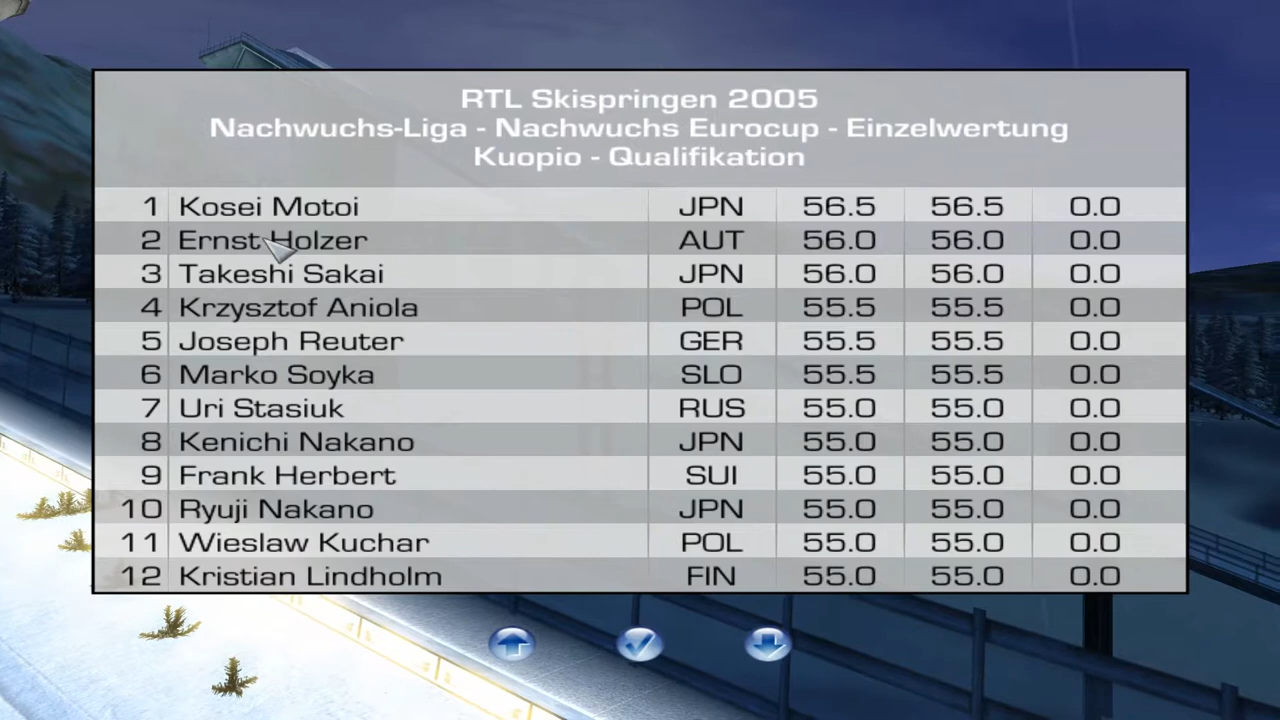 RTL Skispringen 2005
Nachwuchs-Liga - Nachwuchs Eurocup - Einzelwertung
Kuopio - Qualifikation
1 Kosei Motoi JPN 56.5 56.5 0.0
2 Ernst Holzer AUT 56.0 56.0 0.0
3 Takeshi Sakai JPN 56.0 56.0 0.0
4 Krzysztof Aniola POL 55.5 55.5 0.0
5 Joseph Reuter GER 55.5 55.5 0.0
6 Marko Soyka SLO 55.5 55.5 0.0
7 Uri Stasiuk RUS 55.0 55.0 0.0
8 Kenichi Nakano JPN 55.0 55.0 0.0
9 Frank Herbert SUI 55.0 55.0 0.0
10 Ryuji Nakano JPN 55.0 55.0 0.0
11 Wieslaw Kuchar POL 55.0 55.0 0.0
12 Kristian Lindholm FIN 55.0 55.0 0.0